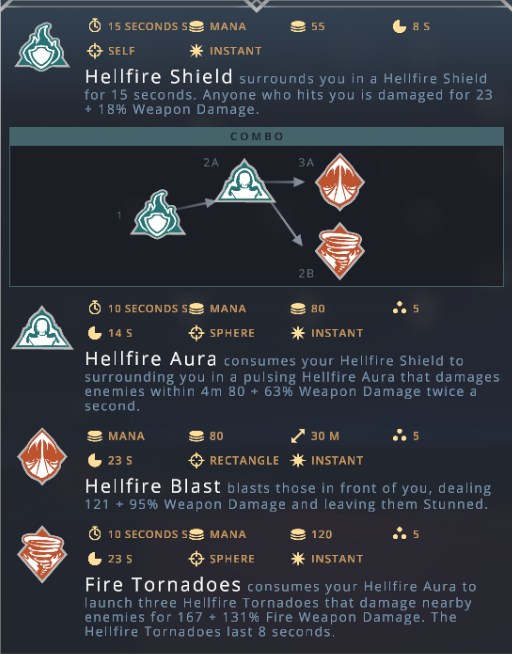 15 SECONDS S MANA 55 8 S
SELF INSTANT
Hellfire Shield surrounds you in a Hellfire Shield
for 15 seconds. Anyone who hits you is damaged for 23
+ 18% Weapon Damage.
COMBO
2A 3A
1
2B
10 SECONDS S MANA 80 5
14 S SPHERE INSTANT
Hellfire Aura consumes your Hellfire Shield to
surrounding you in a pulsing Hellfire Aura that damages
enemies within 4m 80 + 63% Weapon Damage twice a
second.
MANA 80 30 M 5
23 S RECTANGLE INSTANT
Hellfire Blast blasts those in front of you, dealing
121 + 95% Weapon Damage and leaving them Stunned.
10 SECONDS S MANA 120 5
23 S SPHERE INSTANT
Fire Tornadoes consumes your Hellfire Aura to
launch three Hellfire Tornadoes that damage nearby
enemies for 167 + 131% Fire Weapon Damage. The
Hellfire Tornadoes last 8 seconds.